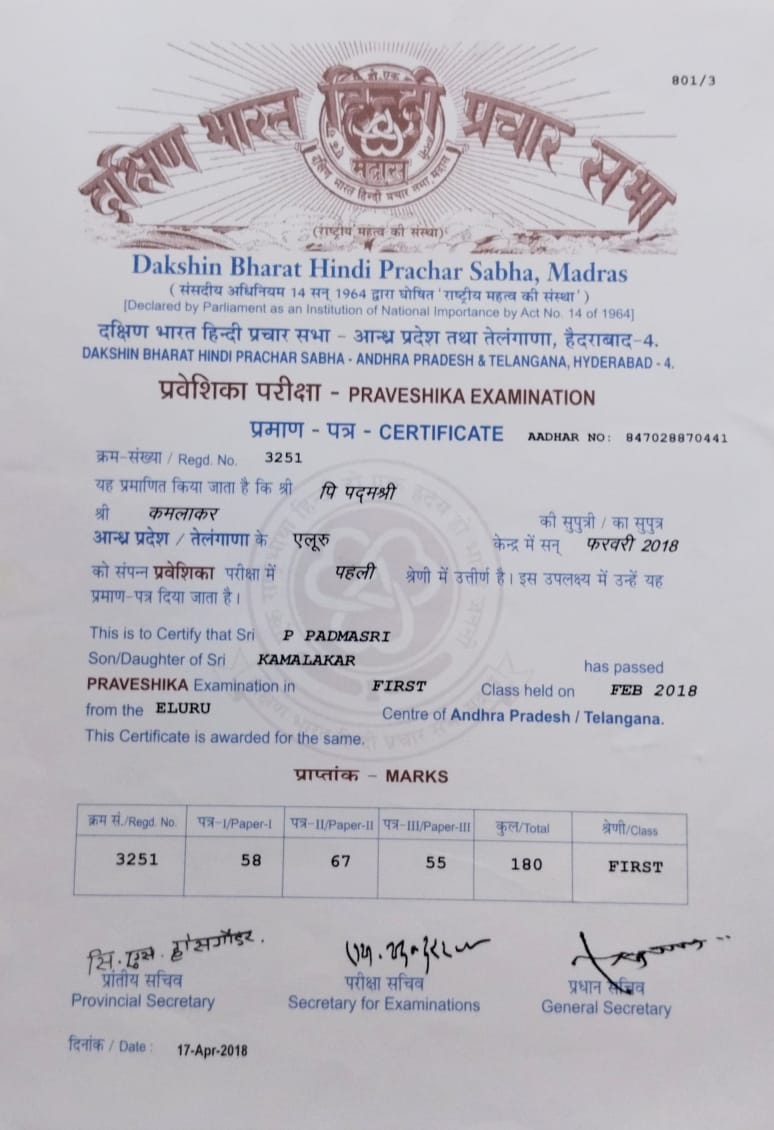 801/3
दक्षिण भारत हिन्दी प्रचार सभा
मद्रास
(राष्ट्रीय महत्व की संस्था)
Dakshin Bharat Hindi Prachar Sabha, Madras
( संसदीय अधिनियम 14 सन् 1964 द्वारा घोषित 'राष्ट्रीय महत्व की संस्था' )
[Declared by Parliament as an Institution of National Importance by Act No. 14 of 1964]
दक्षिण भारत हिन्दी प्रचार सभा - आन्ध्र प्रदेश तथा तेलंगाणा, हैदराबाद-4.
DAKSHIN BHARAT HINDI PRACHAR SABHA - ANDHRA PRADESH & TELANGANA, HYDERABAD - 4.
प्रवेशिका परीक्षा - PRAVESHIKA EXAMINATION
प्रमाण - पत्र - CERTIFICATE AADHAR NO: 847028870441
क्रम-संख्या / Regd. No. 3251
यह प्रमाणित किया जाता है कि श्री पि पद्मश्री
श्री कमलाकर की सुपुत्री / का सुपुत्र
आन्ध्र प्रदेश / तेलंगाणा के एलूरु केन्द्र में सन् फरवरी 2018
को संपन्न प्रवेशिका परीक्षा में पहली श्रेणी में उत्तीर्ण है। इस उपलक्ष्य में उन्हें यह
प्रमाण-पत्र दिया जाता है।
This is to Certify that Sri P PADMASRI
Son/Daughter of Sri KAMALAKAR has passed
PRAVESHIKA Examination in FIRST Class held on FEB 2018
from the ELURU Centre of Andhra Pradesh / Telangana.
This Certificate is awarded for the same.
प्राप्तांक - MARKS
क्रम सं./Regd. No. पत्र-I/Paper-I पत्र-II/Paper-II पत्र-III/Paper-III कुल/Total श्रेणी/Class
3251 58 67 55 180 FIRST
प्रांतीय सचिव परीक्षा सचिव प्रधान सचिव
Provincial Secretary Secretary for Examinations General Secretary
दिनांक / Date : 17-Apr-2018